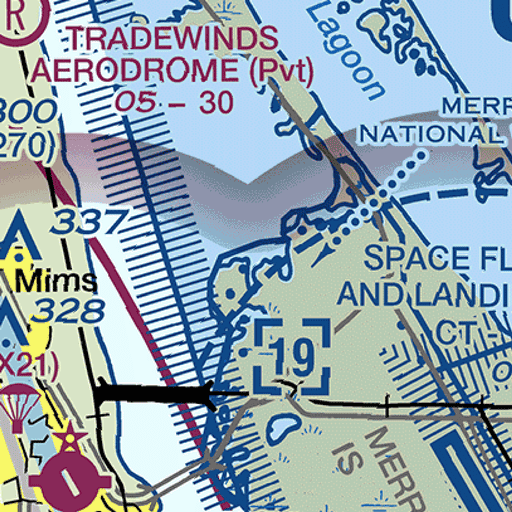 R
TRADEWINDS
AERODROME (Pvt)
05 – 30
Lagoon
300
270)
MERR
NATIONAL
337
Mims
328
SPACE FL
AND LANDI
CT -
19
X21)
MERR
IS